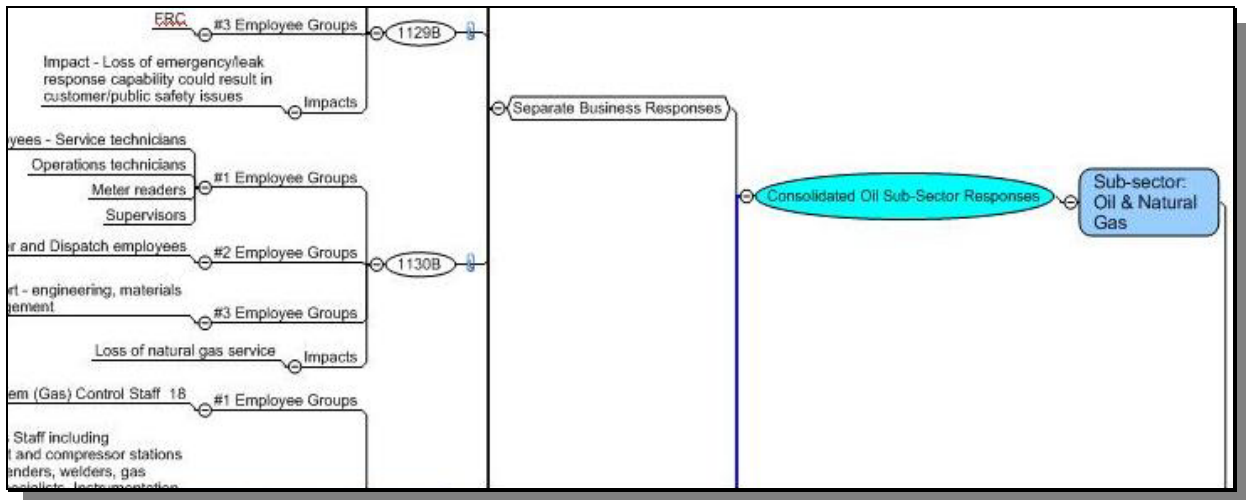 ERC
#3 Employee Groups
1129B
Impact - Loss of emergency/leak
response capability could result in
customer/public safety issues
Impacts
Separate Business Responses
yees - Service technicians
Operations technicians
Meter readers
Supervisors
#1 Employee Groups
Consolidated Oil Sub-Sector Responses
Sub-sector:
Oil & Natural
Gas
r and Dispatch employees
#2 Employee Groups
1130B
rt - engineering, materials
gement
#3 Employee Groups
Loss of natural gas service
Impacts
em (Gas) Control Staff 18
#1 Employee Groups
Staff including
t and compressor stations
enders, welders, gas
ecialists, Instrumentation